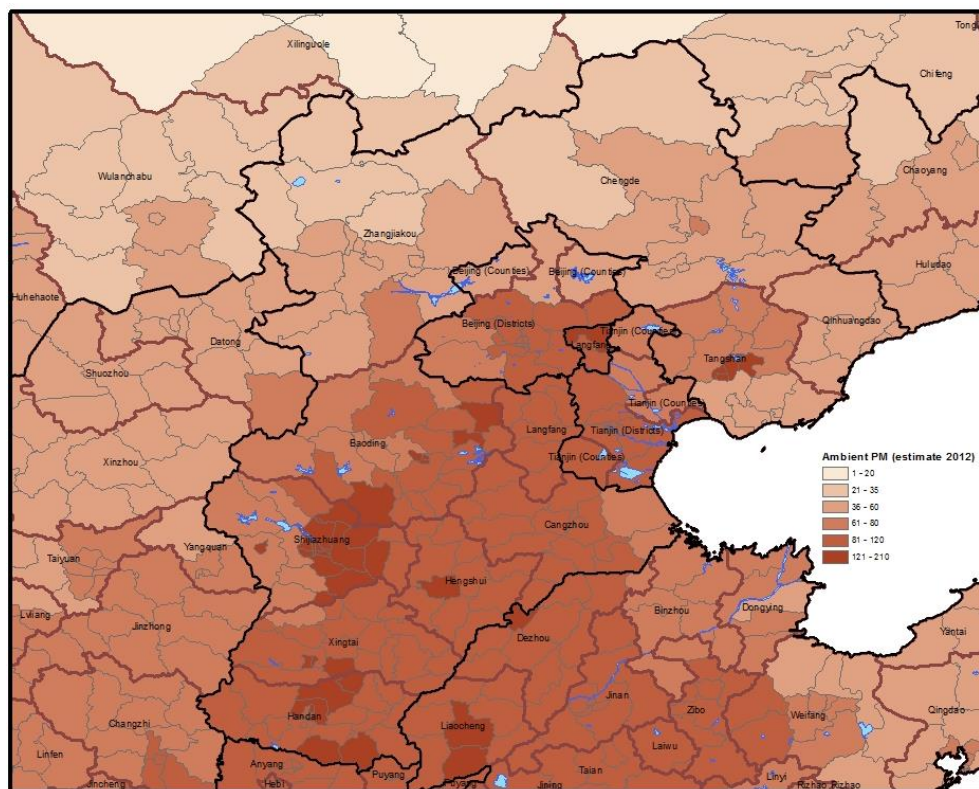 Tong
Xilinguole
Chifeng
Wulanchabu
Chaoyang
Chengde
Zhangjiakou
Beijing (Counties)
Beijing (Counties)
Huludao
Huhehaote
Qinhuangdao
Beijing (Districts)
Tianjin (Counties)
Langfang
Datong
Tangshan
Shuozhou
Tianjin (Counties)
Langfang
Tianjin (Districts)
Baoding
Tianjin (Counties)
Ambient PM (estimate 2012)
1 - 20
21 - 35
36 - 60
61 - 80
81 - 120
121 - 210
Xinzhou
Cangzhou
Shijiazhuang
Yangquan
Taiyuan
Hengshui
Binzhou
Dongying
Lvliang
Jinzhong
Xingtai
Dezhou
Yantai
Jinan
Zibo
Weifang
Qingdao
Changzhi
Handan
Liaocheng
Laiwu
Linfen
Anyang
Taian
Jincheng
Hebi
Puyang
Puyang
Jining
Linyi
Rizhao
Rizhao